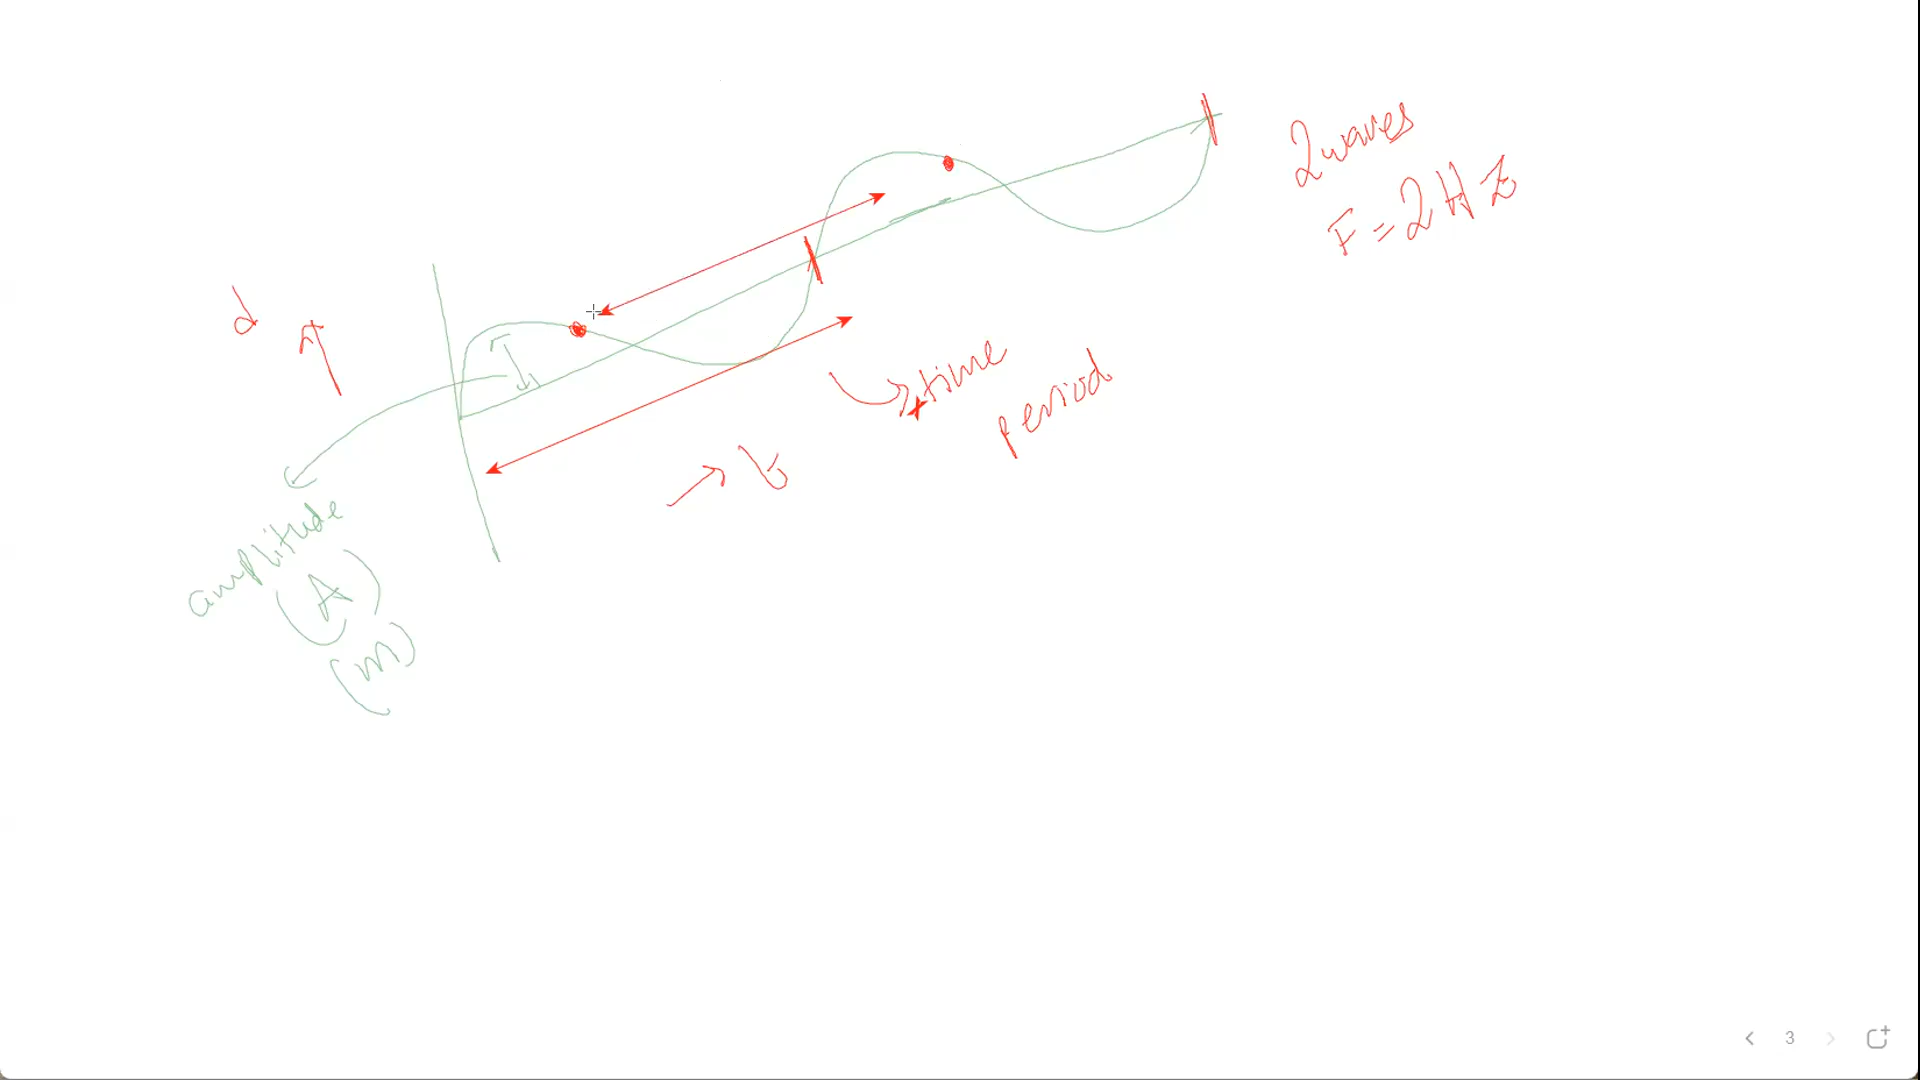 2 waves
F = 2 Hz
d
time
period
t
amplitude
(A)
(m)
3